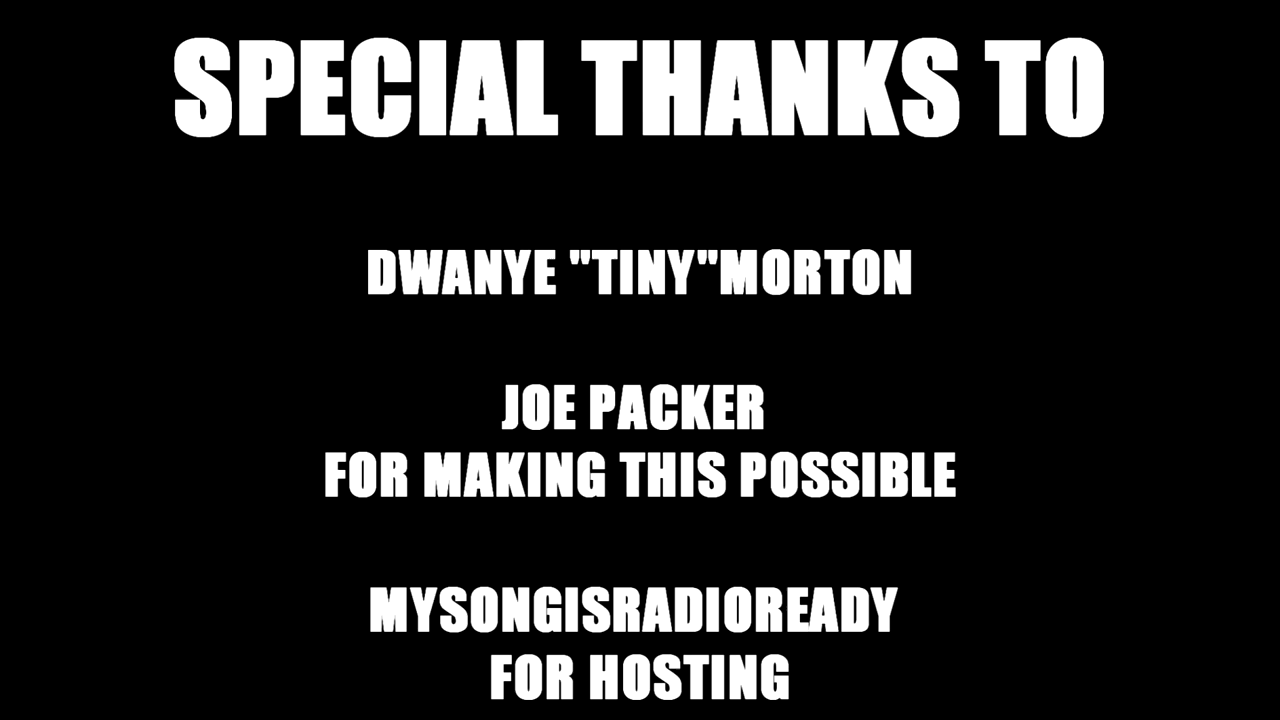 SPECIAL THANKS TO
DWANYE "TINY"MORTON
JOE PACKER
FOR MAKING THIS POSSIBLE
MYSONGISRADIOREADY
FOR HOSTING